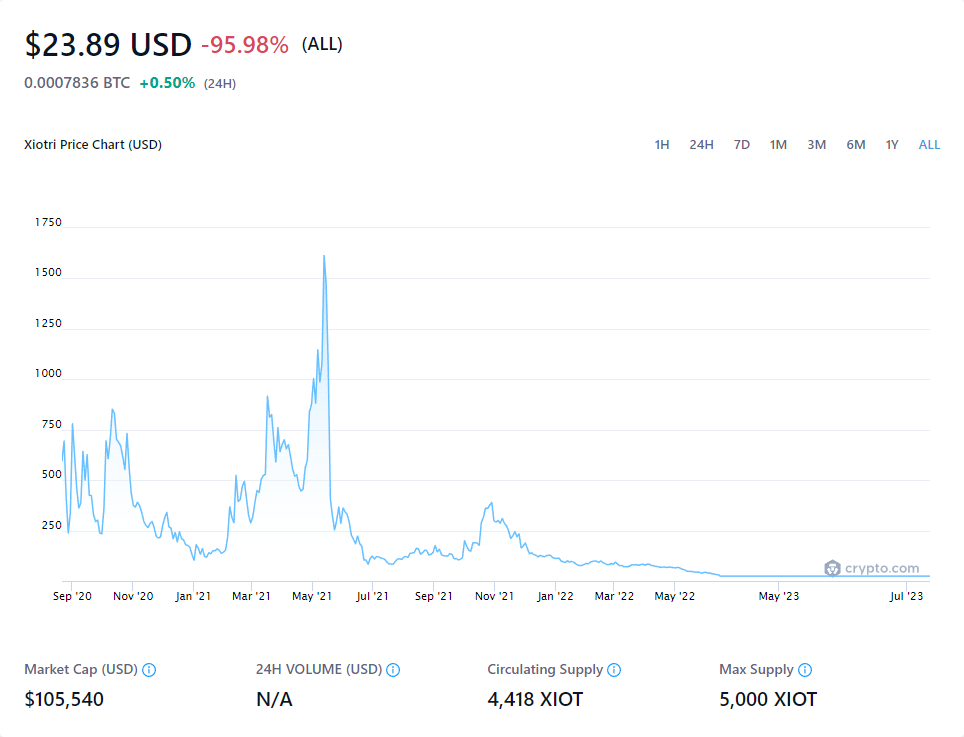 $23.89 USD -95.98% (ALL)
0.0007836 BTC +0.50% (24H)
Xiotri Price Chart (USD) 1H 24H 7D 1M 3M 6M 1Y ALL
1750
1500
1250
1000
750
500
250
crypto.com
Sep '20 Nov '20 Jan '21 Mar '21 May '21 Jul '21 Sep '21 Nov '21 Jan '22 Mar '22 May '22 May '23 Jul '23
Market Cap (USD) 24H VOLUME (USD) Circulating Supply Max Supply
$105,540 N/A 4,418 XIOT 5,000 XIOT